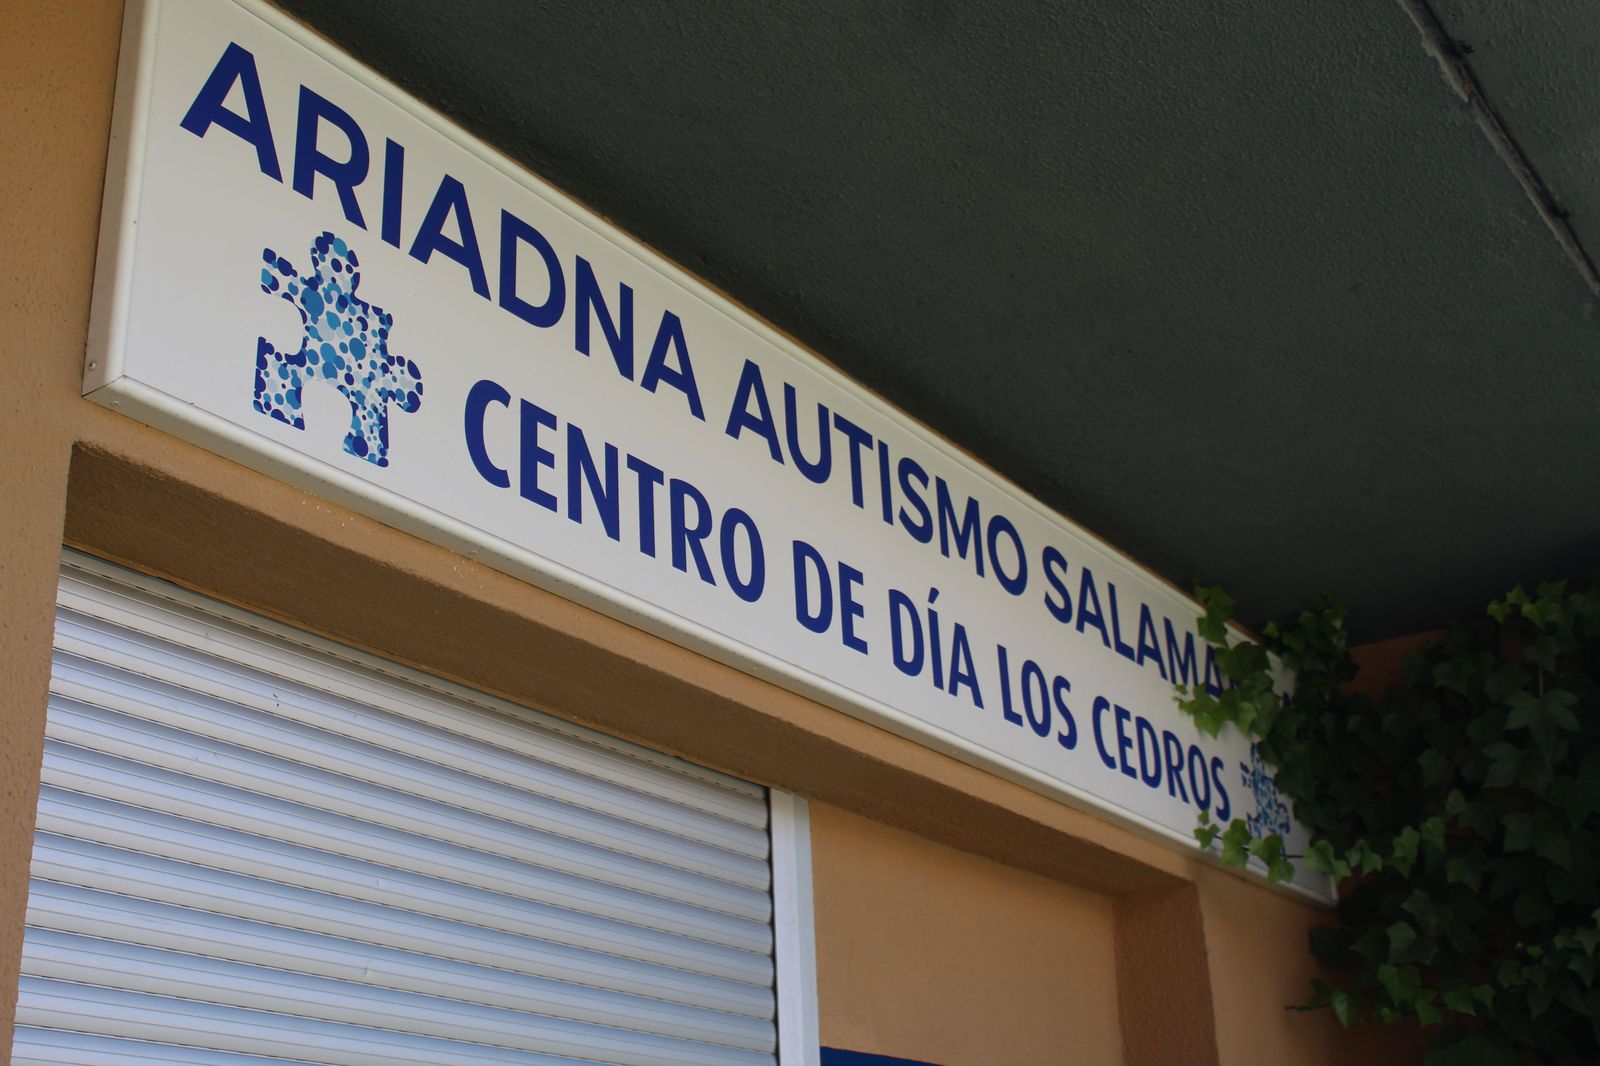 ARIADNA AUTISMO
CENTRO DE DÍA LOS CEDROS